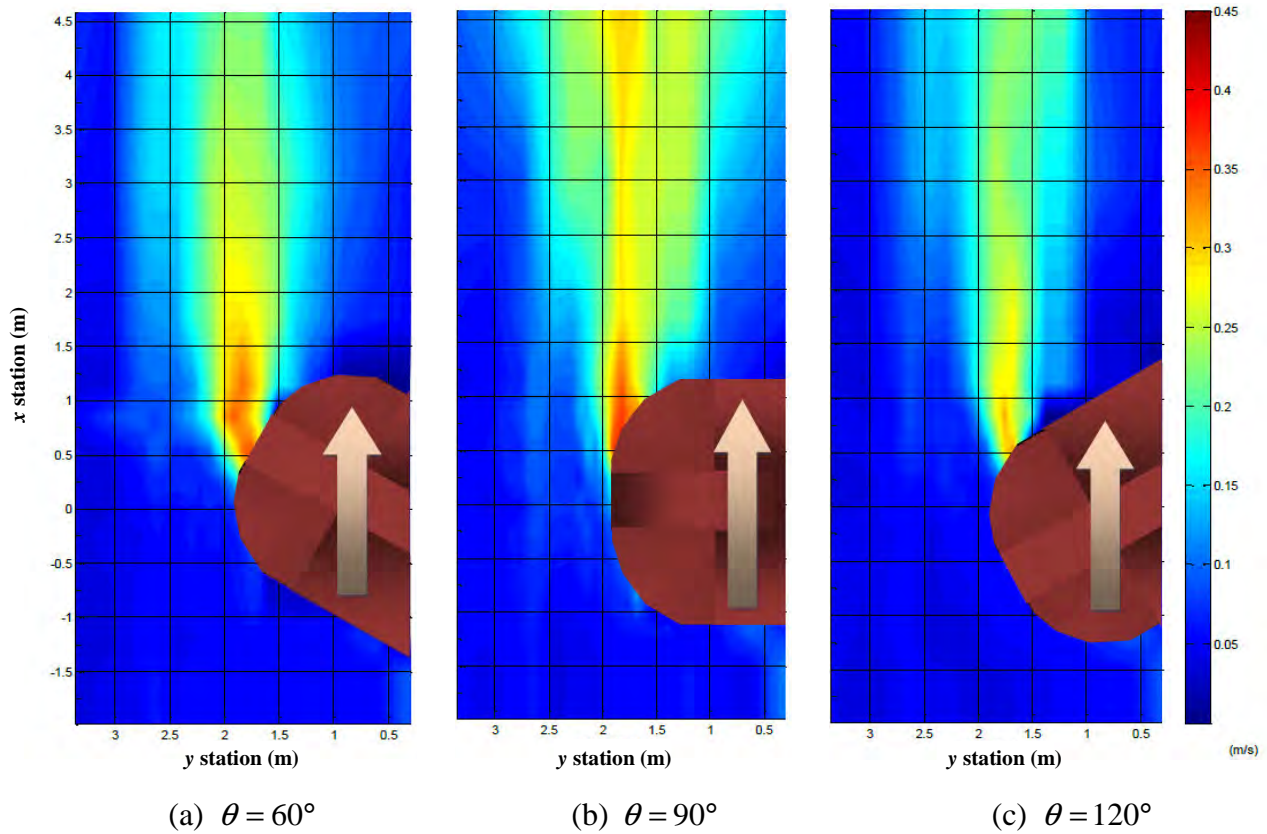 4.5
4
3.5
3
2.5
2
1.5
1
0.5
0
-0.5
-1
-1.5
x station (m)
3 2.5 2 1.5 1 0.5
3 2.5 2 1.5 1 0.5
3 2.5 2 1.5 1 0.5
y station (m)
y station (m)
y station (m)
0.45
0.4
0.35
0.3
0.25
0.2
0.15
0.1
0.05
(m/s)
(a) θ = 60°
(b) θ = 90°
(c) θ = 120°